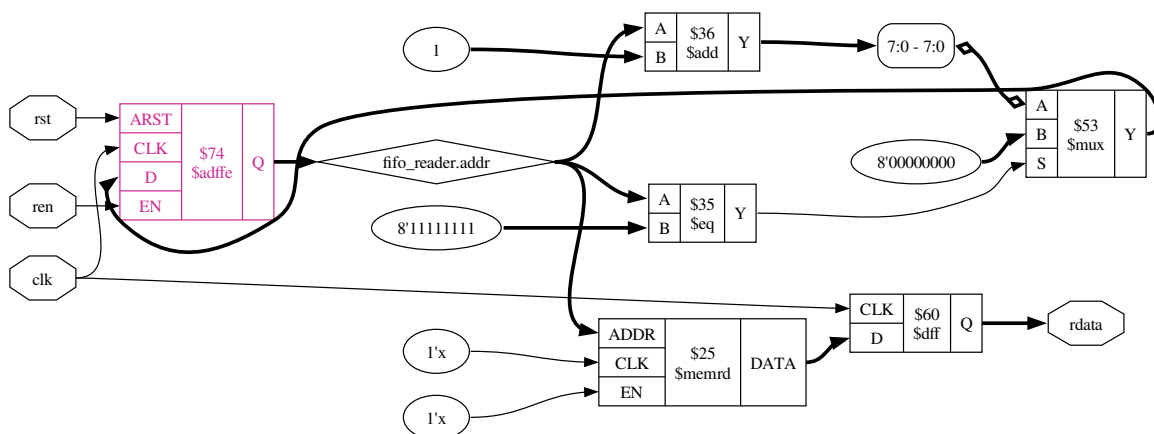 rst
ren
clk
ARST
CLK
D
EN
$74
$adffe
Q
fifo_reader.addr
1
8'11111111
1'x
1'x
A
B
$36
$add
Y
A
B
$35
$eq
Y
ADDR
CLK
EN
$25
$memrd
DATA
7:0 - 7:0
8'00000000
CLK
D
$60
$dff
Q
A
B
S
$53
$mux
Y
rdata